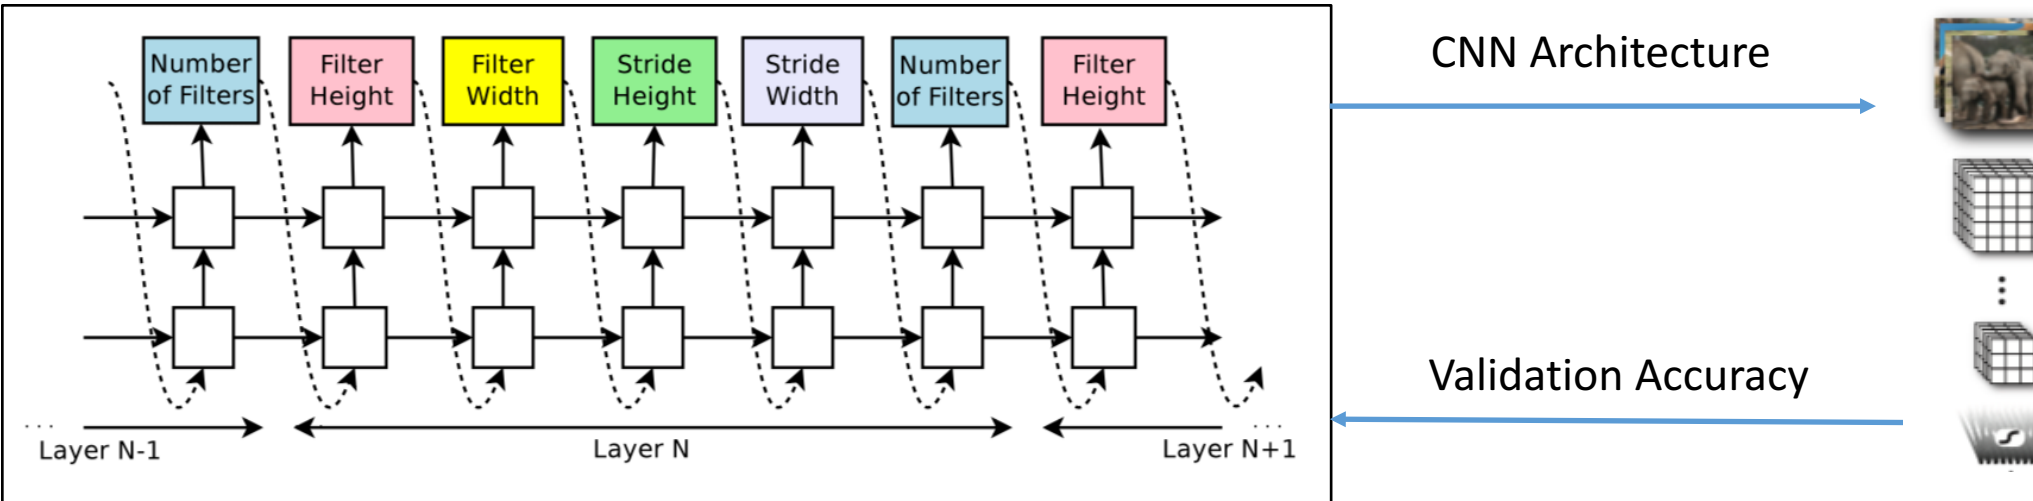 Number
of Filters
Filter
Height
Filter
Width
Stride
Height
Stride
Width
Number
of Filters
Filter
Height
CNN Architecture
Validation Accuracy
...
Layer N-1
Layer N
...
Layer N+1